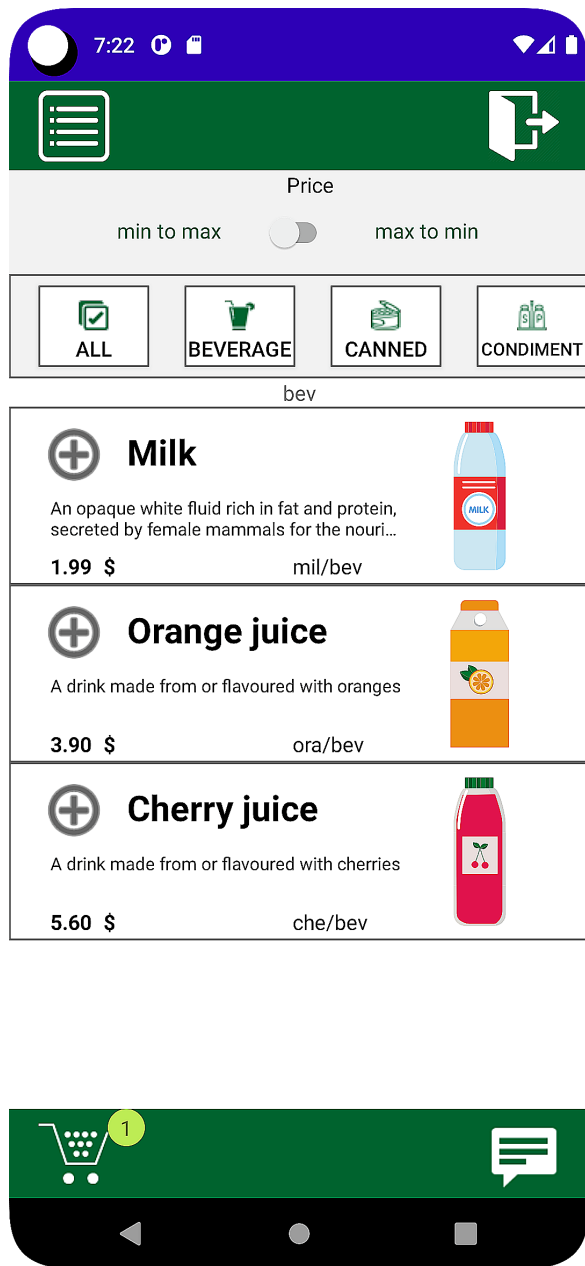 7:22
Price
min to max
max to min
ALL
BEVERAGE
CANNED
CONDIMENT
S P
bev
Milk
MILK
An opaque white fluid rich in fat and protein,
secreted by female mammals for the nouri...
1.99 $
mil/bev
Orange juice
A drink made from or flavoured with oranges
3.90 $
ora/bev
Cherry juice
A drink made from or flavoured with cherries
5.60 $
che/bev
1